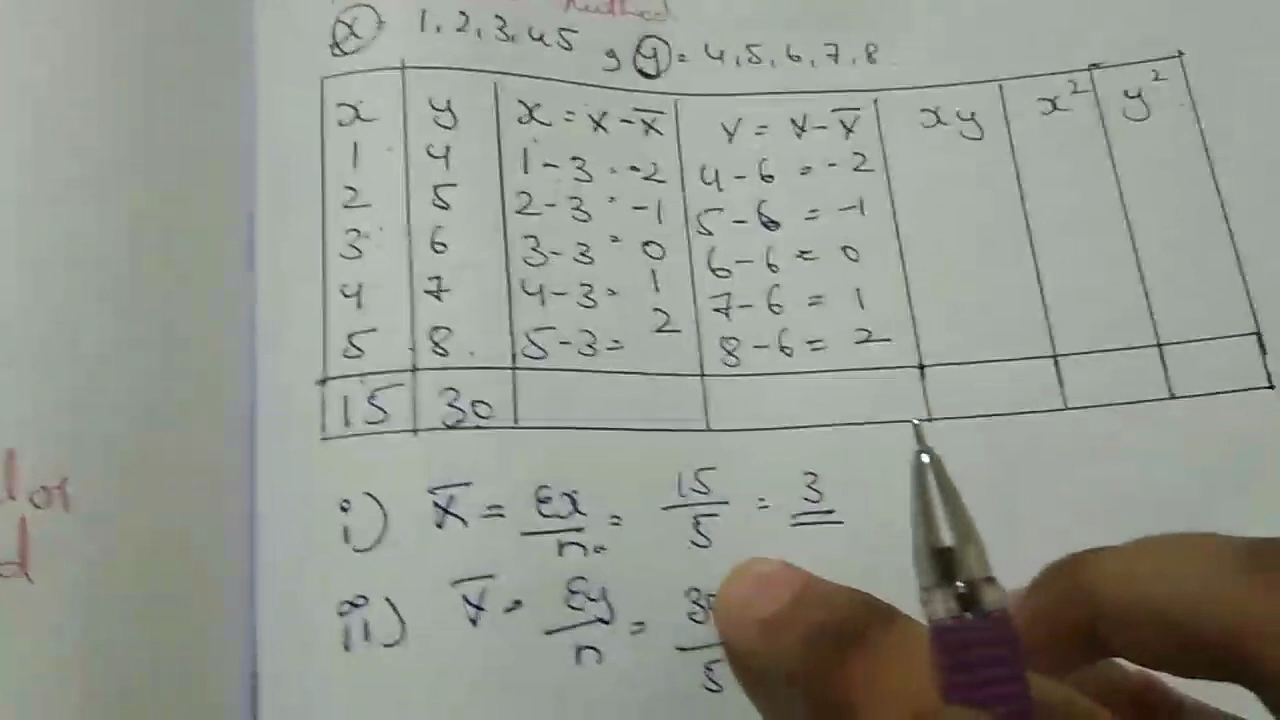 Method
x 1, 2, 3, 4 5 , y = 4, 5, 6, 7, 8
x y x = x - x̄ y = y - ȳ xy x² y²
1 4 1 - 3 = -2 4 - 6 = -2
2 5 2 - 3 = -1 5 - 6 = -1
3 6 3 - 3 = 0 6 - 6 = 0
4 7 4 - 3 = 1 7 - 6 = 1
5 8 5 - 3 = 2 8 - 6 = 2
15 30
i) x̄ = Σx/n = 15/5 = 3
ii) ȳ = Σy/n = /5